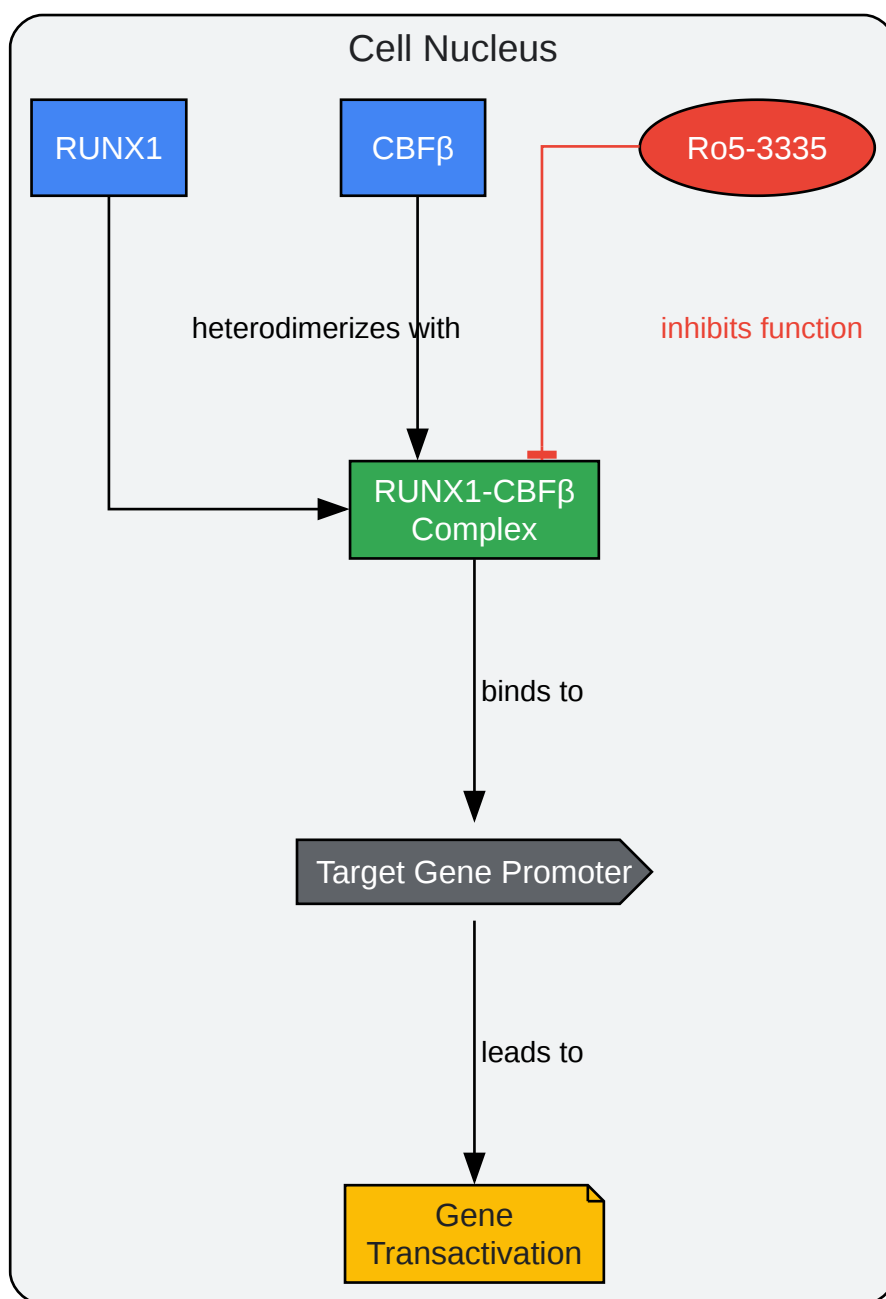 Cell Nucleus
RUNX1
CBFβ
Ro5-3335
heterodimerizes with
inhibits function
RUNX1-CBFβ
Complex
binds to
Target Gene Promoter
leads to
Gene
Transactivation